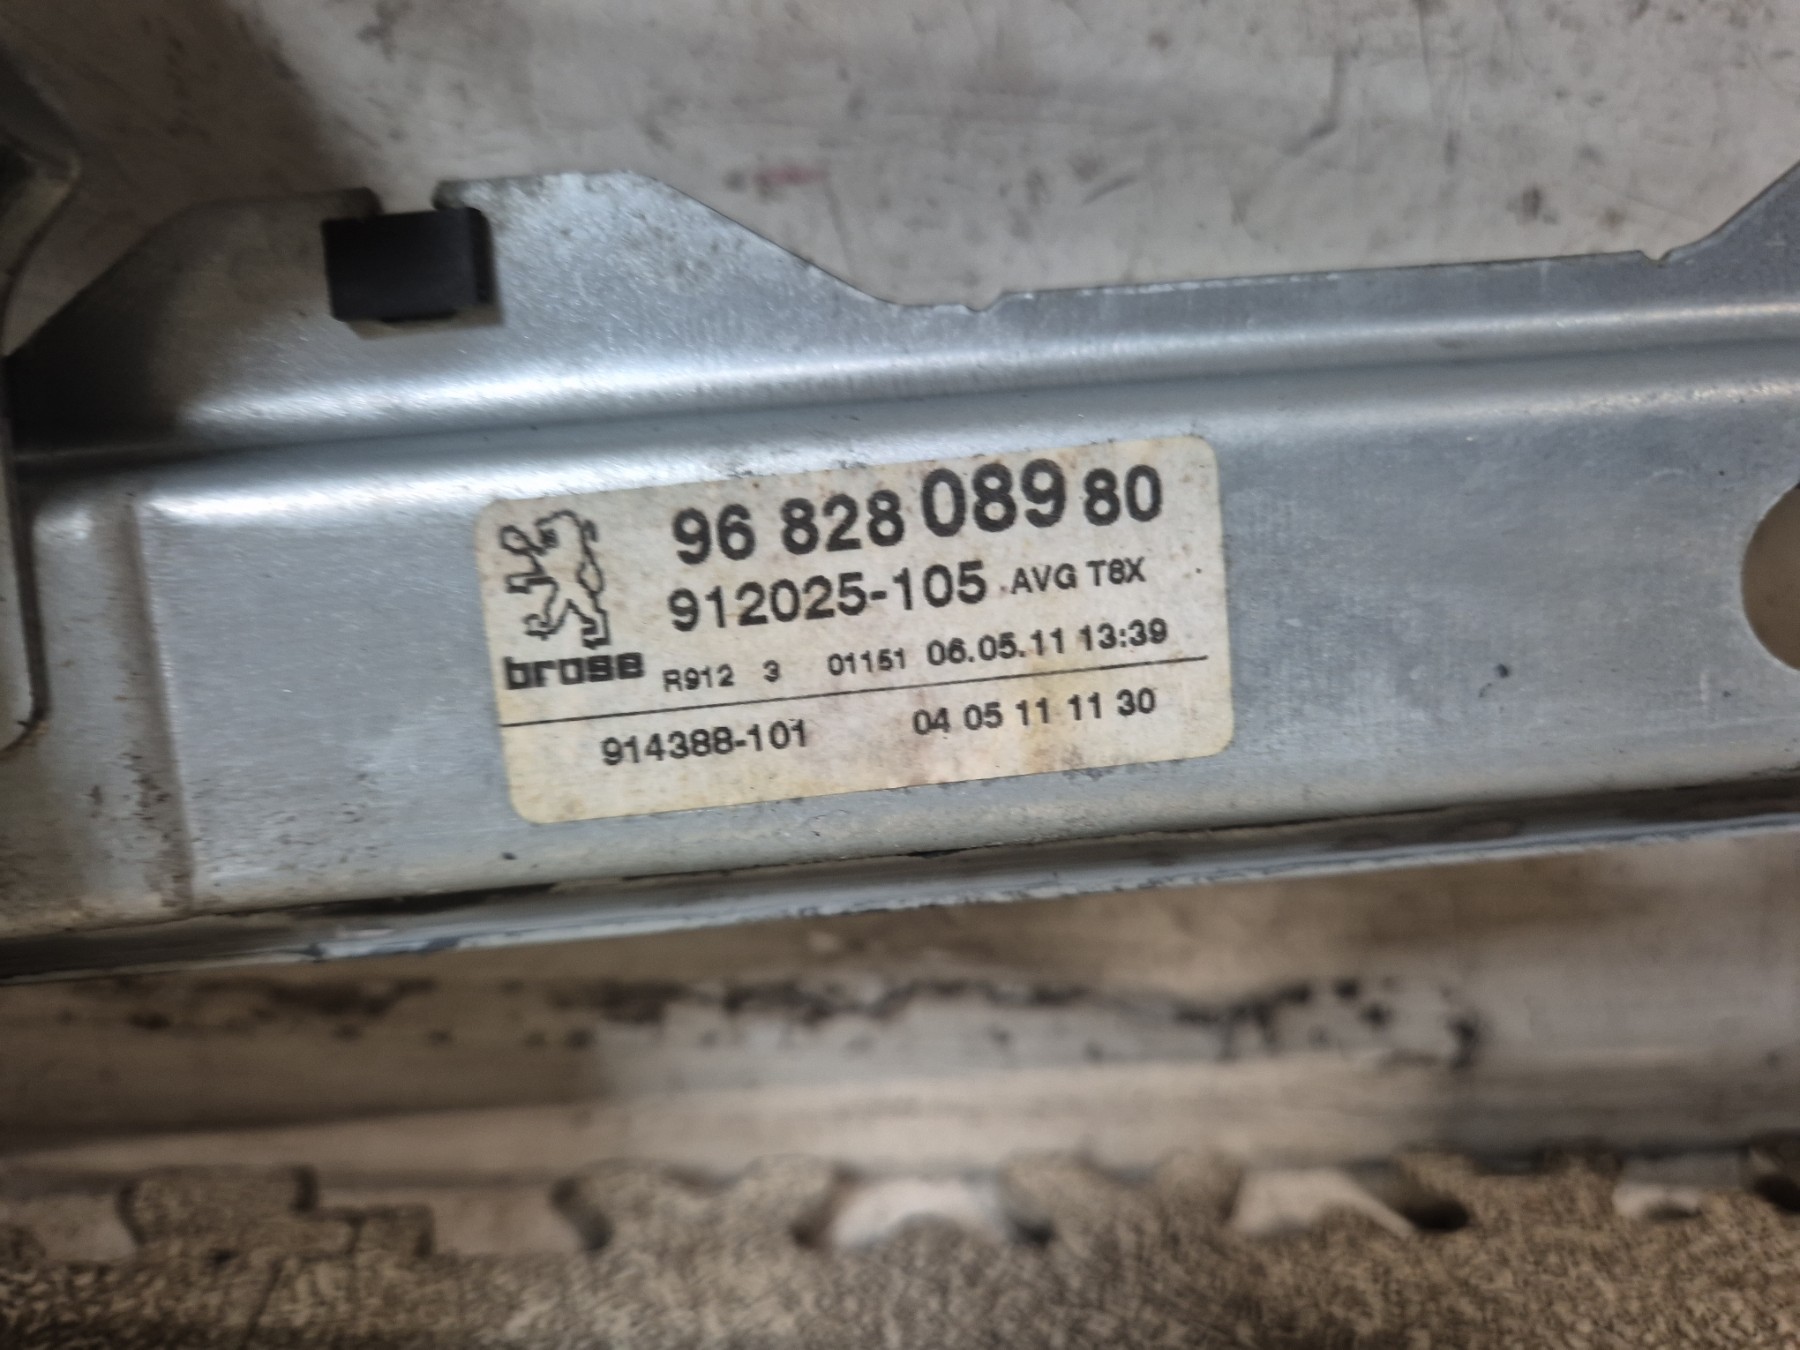 96 828 089 80
912025-105 AVG T8X
brose R912 3 01151 06.05.11 13:39
914388-101 04 05 11 11 30